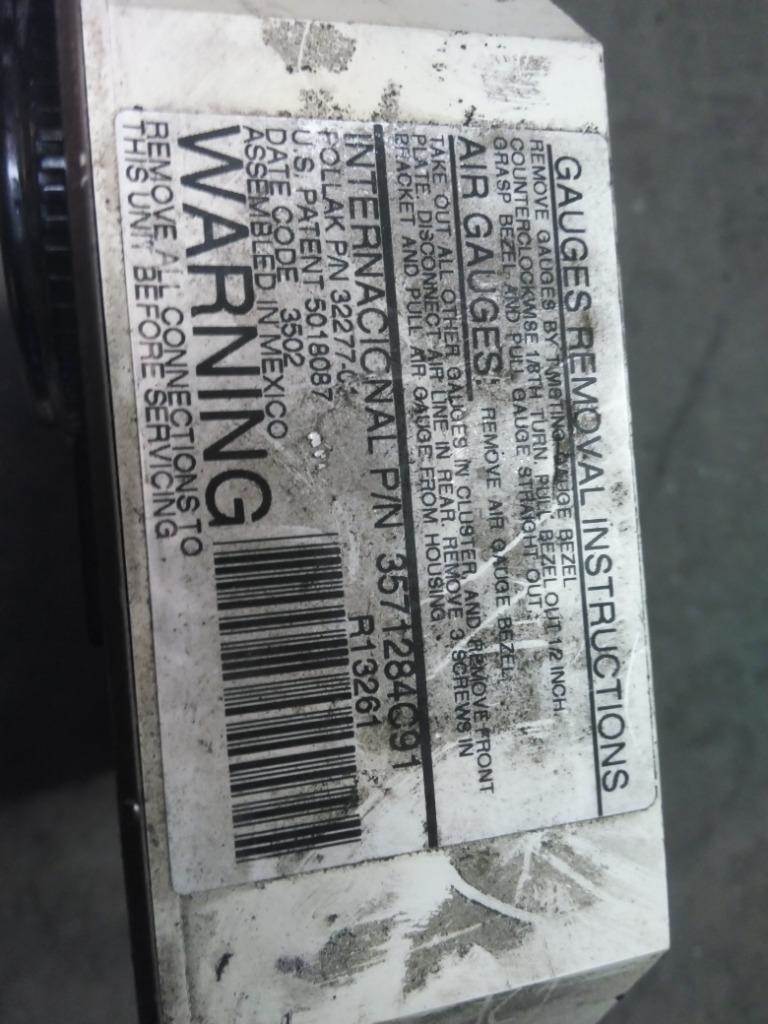 GAUGES REMOVAL INSTRUCTIONS
REMOVE GAUGES BY TWISTING GAUGE BEZEL
COUNTERCLOCKWISE 1/8TH TURN PULL BEZEL OUT 1/2 INCH
GRASP BEZEL AND PULL GAUGE STRAIGHT OUT
AIR GAUGES: REMOVE AIR GAUGE BEZEL.
TAKE OUT ALL OTHER GAUGES IN CLUSTER AND REMOVE FRONT
PLATE. DISCONNECT AIR LINE IN REAR. REMOVE 3 SCREWS IN
BRACKET AND PULL AIR GAUGE FROM HOUSING.
INTERNACIONAL P/N 3571284C91
POLLAK P/N 32277-
R13261
U.S. PATENT 5018087
DATE CODE 3502
ASSEMBLED IN MEXICO
WARNING
REMOVE ALL CONNECTIONS TO
THIS UNIT BEFORE SERVICING